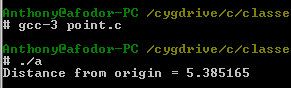 Anthony@afodor-PC /cygdrive/c/classe
# gcc-3 point.c
Anthony@afodor-PC /cygdrive/c/classe
# ./a
Distance from origin = 5.385165